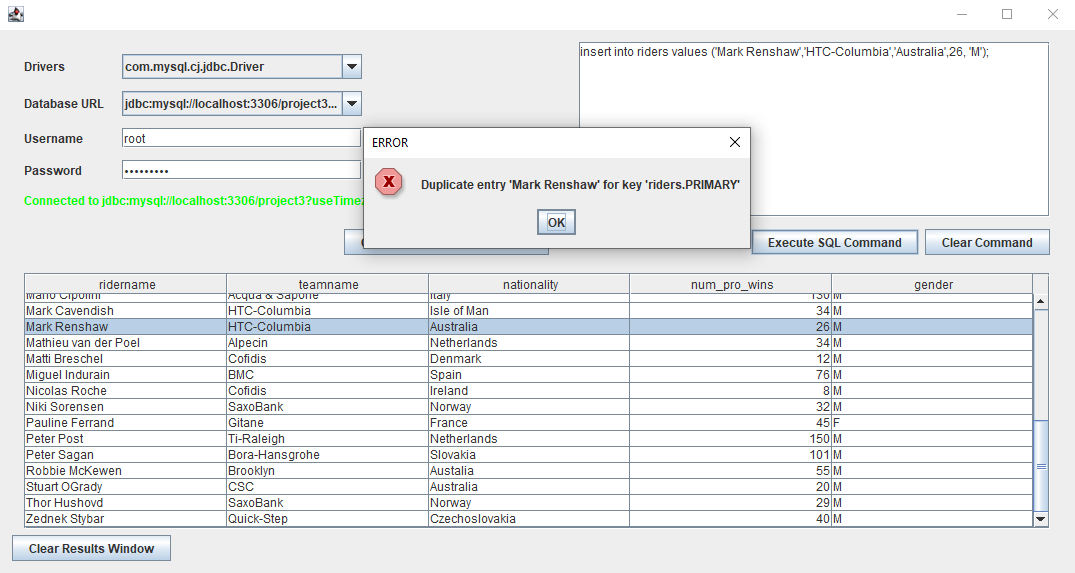 Drivers
com.mysql.cj.jdbc.Driver
Database URL
jdbc:mysql://localhost:3306/project3...
Username
root
Password
•••••••••
Connected to jdbc:mysql://localhost:3306/project3?useTime
insert into riders values ('Mark Renshaw','HTC-Columbia','Australia',26, 'M');
ERROR
X
Duplicate entry 'Mark Renshaw' for key 'riders.PRIMARY'
OK
Execute SQL Command
Clear Command
ridername teamname nationality num_pro_wins gender
Mario Cipolini Acqua & Sapone Italy 130 M
Mark Cavendish HTC-Columbia Isle of Man 34 M
Mark Renshaw HTC-Columbia Australia 26 M
Mathieu van der Poel Alpecin Netherlands 34 M
Matti Breschel Cofidis Denmark 12 M
Miguel Indurain BMC Spain 76 M
Nicolas Roche Cofidis Ireland 8 M
Niki Sorensen SaxoBank Norway 32 M
Pauline Ferrand Gitane France 45 F
Peter Post Ti-Raleigh Netherlands 150 M
Peter Sagan Bora-Hansgrohe Slovakia 101 M
Robbie McKewen Brooklyn Austalia 55 M
Stuart OGrady CSC Australia 20 M
Thor Hushovd SaxoBank Norway 29 M
Zednek Stybar Quick-Step Czechoslovakia 40 M
Clear Results Window